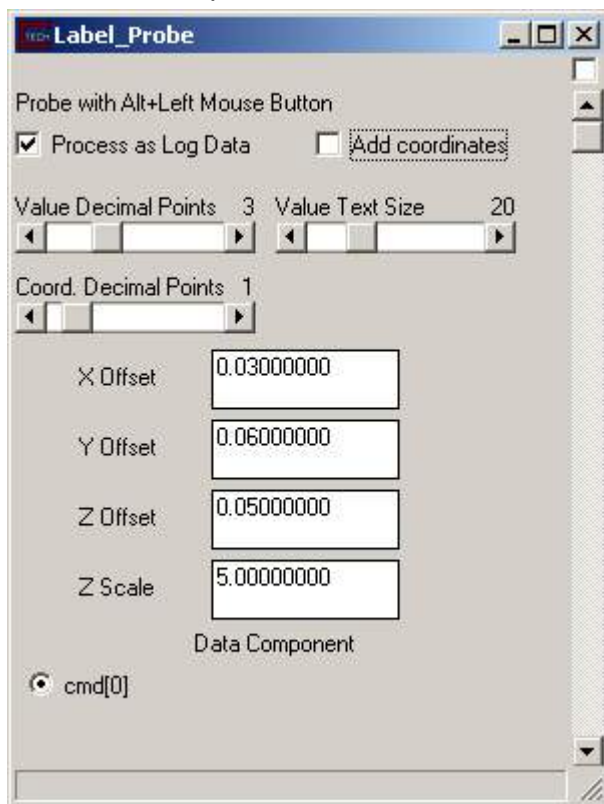 Label_Probe
Probe with Alt+Left Mouse Button
Process as Log Data Add coordinates
Value Decimal Points 3 Value Text Size 20
Coord. Decimal Points 1
X Offset 0.03000000
Y Offset 0.06000000
Z Offset 0.05000000
Z Scale 5.00000000
Data Component
cmd[0]